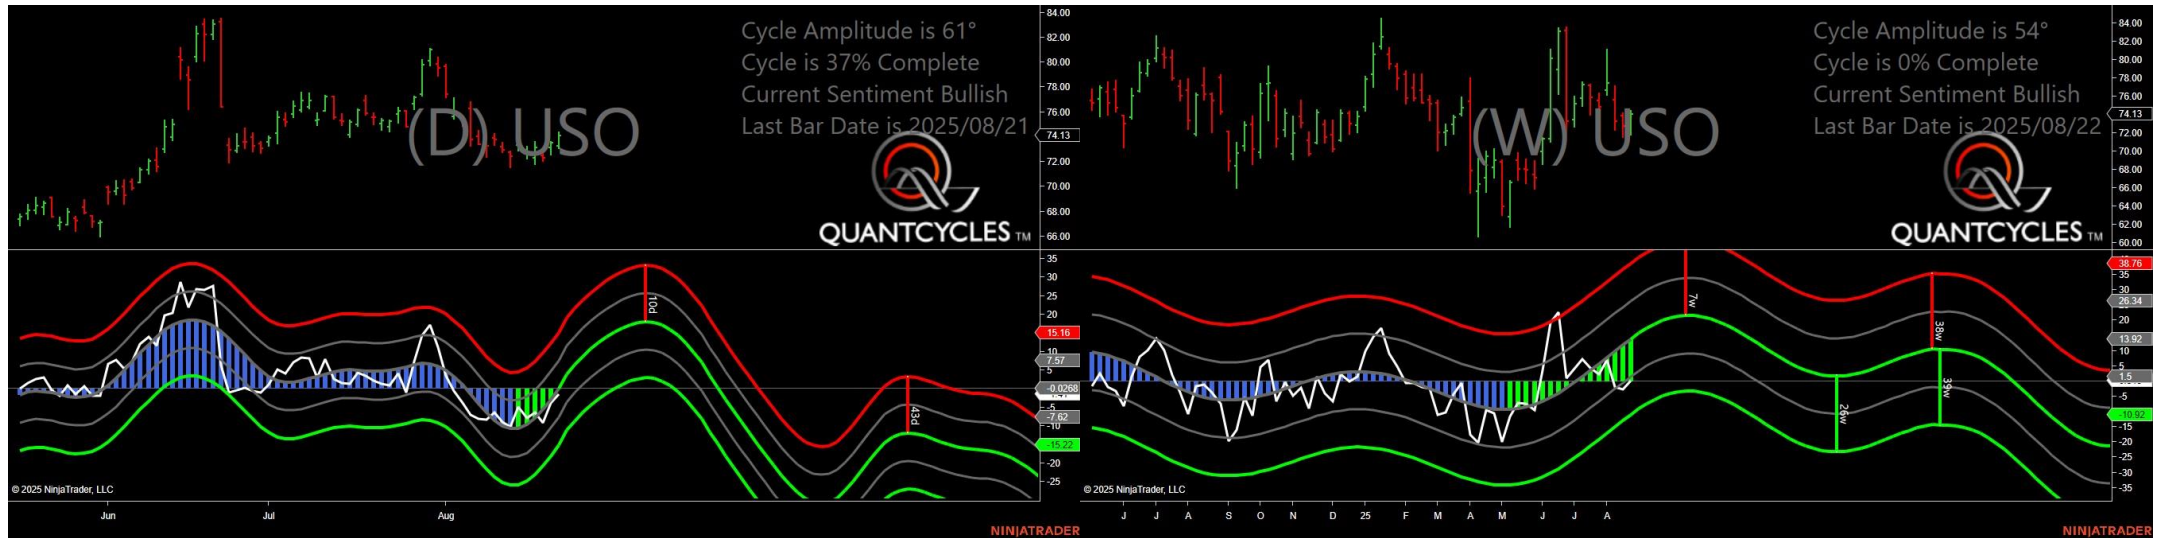 Cycle Amplitude is 61°
Cycle is 37% Complete
Current Sentiment Bullish
Last Bar Date is 2025/08/21
(D) USO
QUANTCYCLES TM
84.00
82.00
80.00
78.00
76.00
74.13
72.00
70.00
68.00
66.00
35
30
25
20
15.16
10
7.57
5
-0.0268
-5
-7.62
-10
-15.22
-20
-25
10d
43d
© 2025 NinjaTrader, LLC
Jun
Jul
Aug
NINJATRADER
Cycle Amplitude is 54°
Cycle is 0% Complete
Current Sentiment Bullish
Last Bar Date is 2025/08/22
(W) USO
QUANTCYCLES TM
84.00
82.00
80.00
78.00
76.00
74.13
72.00
70.00
68.00
66.00
64.00
62.00
60.00
38.76
35
30
26.34
20
13.92
10
5
1.5
-5
-10.92
-15
-20
-25
-30
-35
7w
38w
26w
39w
© 2025 NinjaTrader, LLC
J
J
A
S
O
N
D
25
F
M
A
M
J
J
A
NINJATRADER